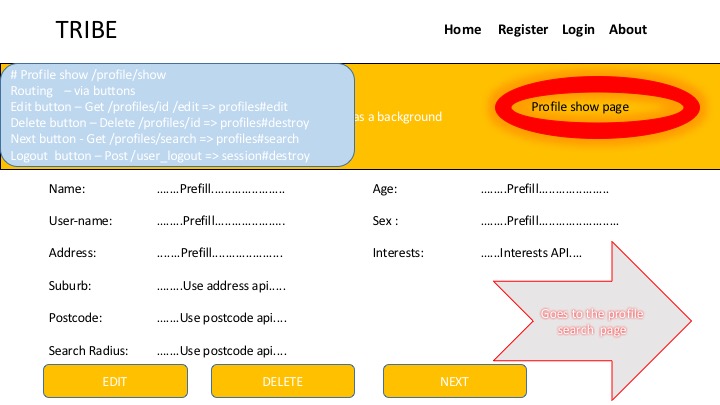 TRIBE
Home Register Login About
# Profile show /profile/show
Routing – via buttons
Edit button – Get /profiles/id /edit => profiles#edit
Delete button – Delete /profiles/id => profiles#destroy
Next button - Get /profiles/search => profiles#search
Logout button – Post /user_logout => session#destroy
as a background
Profile show page
Name: .......Prefill..................... Age: ........Prefill....................
User-name: ........Prefill.................... Sex : ........Prefill.......................
Address: .......Prefill.................... Interests: ......Interests API....
Suburb: ........Use address api.....
Postcode: .......Use postcode api....
Search Radius: .......Use postcode api....
Goes to the profile
search page
EDIT DELETE NEXT